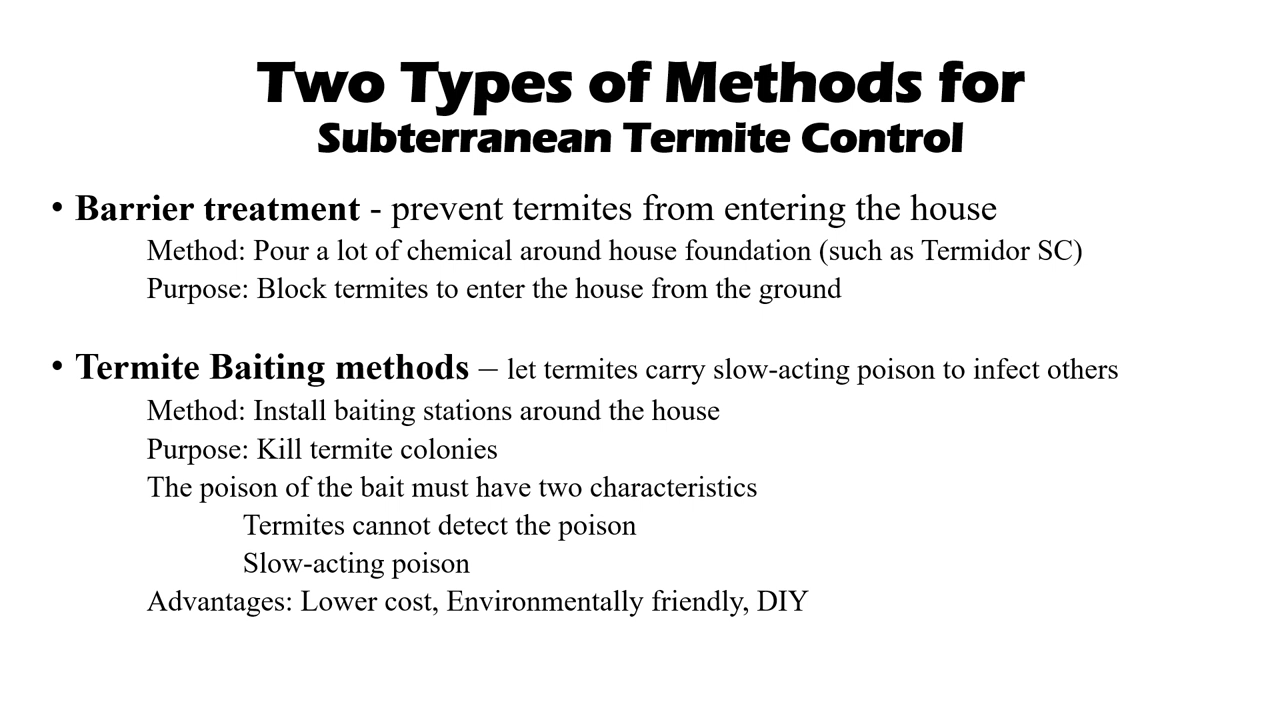 Two Types of Methods for
Subterranean Termite Control
• Barrier treatment - prevent termites from entering the house
Method: Pour a lot of chemical around house foundation (such as Termidor SC)
Purpose: Block termites to enter the house from the ground
• Termite Baiting methods – let termites carry slow-acting poison to infect others
Method: Install baiting stations around the house
Purpose: Kill termite colonies
The poison of the bait must have two characteristics
Termites cannot detect the poison
Slow-acting poison
Advantages: Lower cost, Environmentally friendly, DIY